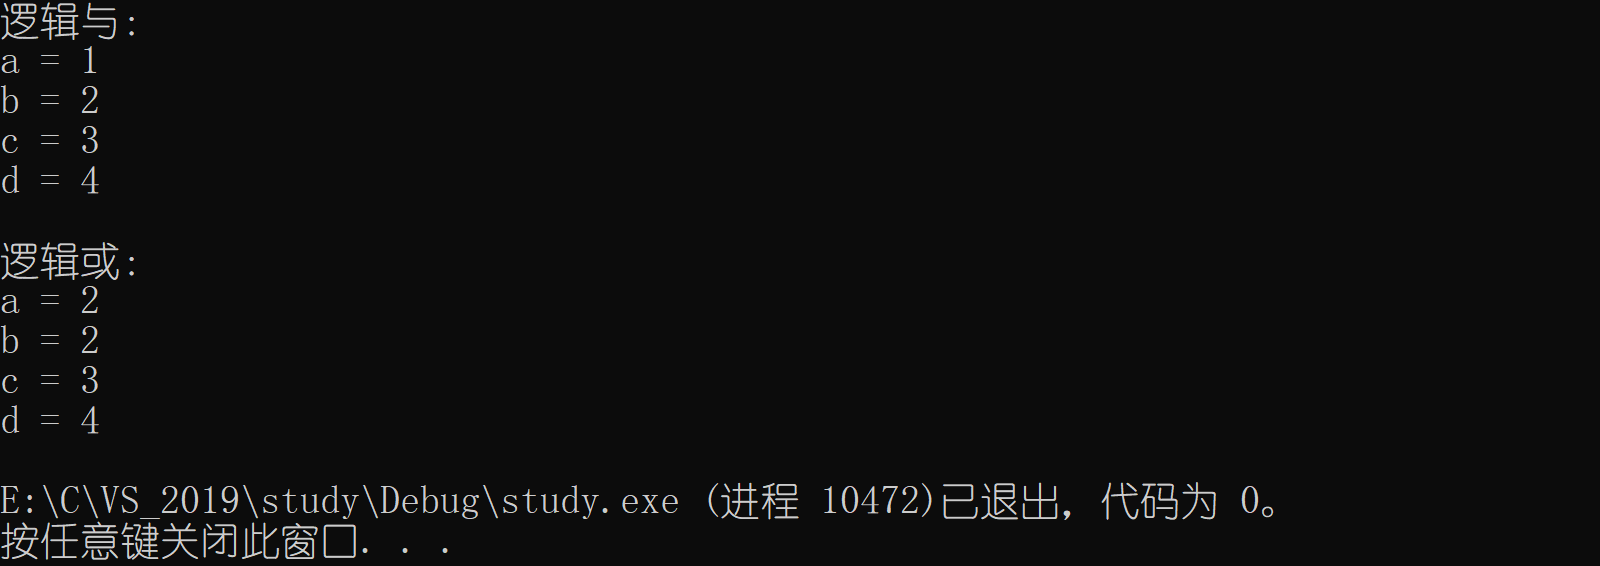 逻辑与:
a = 1
b = 2
c = 3
d = 4
逻辑或:
a = 2
b = 2
c = 3
d = 4
E:\C\VS_2019\study\Debug\study.exe (进程 10472)已退出，代码为 0。
按任意键关闭此窗口. . .